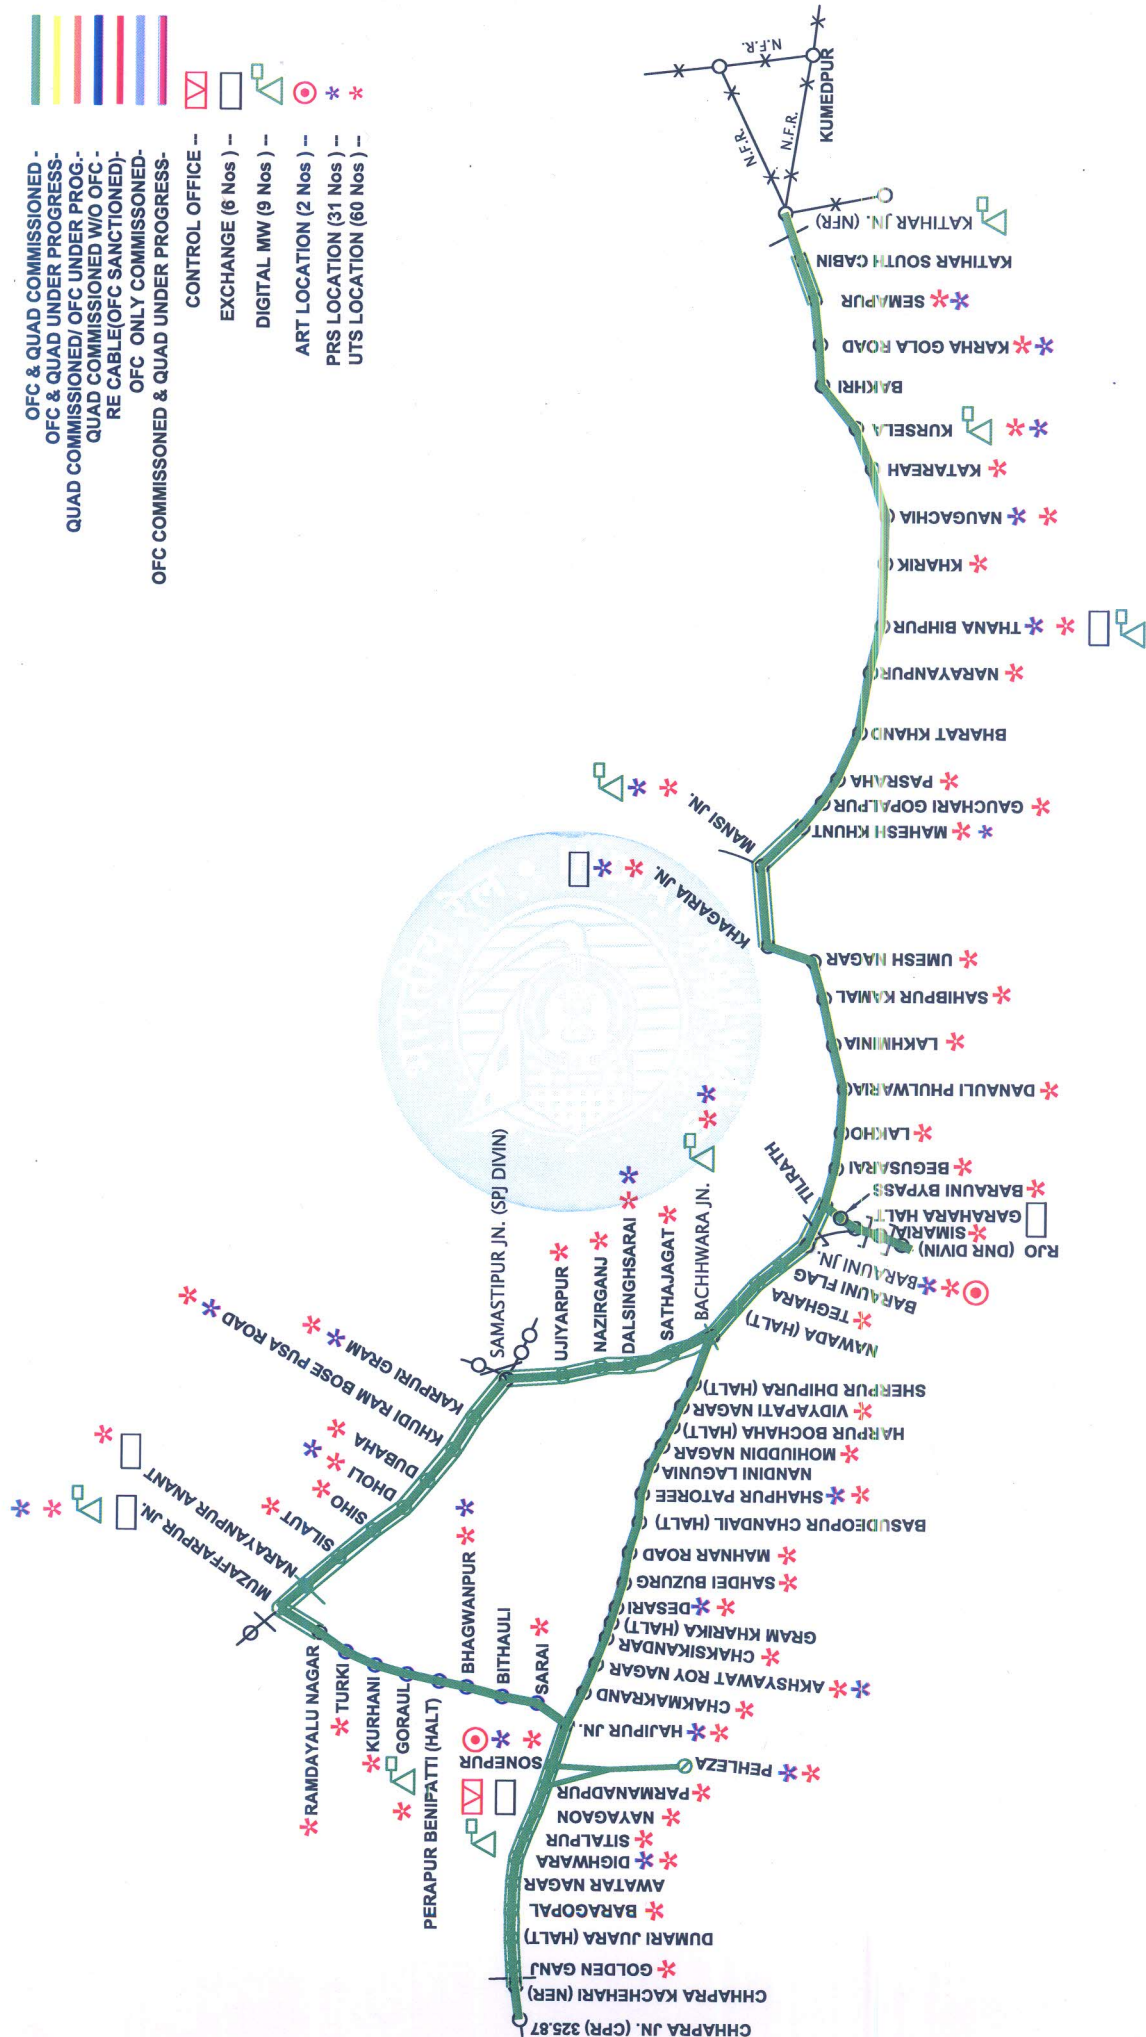 OFC & QUAD COMMISSIONED -
OFC & QUAD UNDER PROGRESS-
QUAD COMMISSIONED/ OFC UNDER PROG.-
QUAD COMMISSIONED W/O OFC -
RE CABLE(OFC SANCTIONED)-
OFC ONLY COMMISSONED-
OFC COMMISSONED & QUAD UNDER PROGRESS-
CONTROL OFFICE --
EXCHANGE (6 Nos ) --
DIGITAL MW (9 Nos ) --
ART LOCATION (2 Nos ) --
PRS LOCATION (31 Nos ) --
UTS LOCATION (60 Nos ) --
N.F.R.
N.F.R.
N.F.R.
KUMEDPUR
KATIHAR JN. (NFR)
KATIHAR SOUTH CABIN
SEMAPUR
KARHA GOLA ROAD
BAKHRI
KURSELA
KATAREAH
NAUGACHIA
KHARIK
THANA BIHPUR
NARAYANPUR
BHARAT KHAND
PASRAHA
GAUCHARI GOPALPUR
MAHESH KHUNT
MANSI JN.
KHAGARIA JN.
UMESH NAGAR
SAHIBPUR KAMAL
LAKHMINIA
DANAULI PHULWARIA
LAKHO
BEGUSARAI
TILRATH
BARAUNI BYPASS
GARAHARA HALT
SIMARIA
RJO (DNR DIVIN)
BARAUNI JN.
BARAUNI FLAG
TEGHARA
NAWADA (HALT)
BACHHWARA JN.
SATHAJAGAT
DALSINGHSARAI
NAZIRGANJ
UJIYARPUR
SAMASTIPUR JN. (SPJ DIVIN)
KARPURI GRAM
KHUDI RAM BOSE PUSA ROAD
DUBAHA
DHOLI
SIHO
SILAUT
NARAYANPUR ANANT
MUZAFFARPUR JN.
RAMDAYALU NAGAR
TURKI
KURHANI
GORAUL
PERAPUR BENIPATTI (HALT)
BHAGWANPUR
BITHAULI
SARAI
SHERPUR DHIPURA (HALT)
VIDYAPATI NAGAR
HARPUR BOCHAHA (HALT)
MOHIUDDIN NAGAR
NANDINI LAGUNIA
SHAHPUR PATOREE
BASUDEOPUR CHANDAIL (HALT)
MAHNAR ROAD
SAHDEI BUZURG
DESARI
GRAM KHARIKA (HALT)
CHAKSIKANDAR
AKHSYAWAT ROY NAGAR
CHAKMAKRAND
HAJIPUR JN.
SONEPUR
PEHLEZA
PARMANADPUR
NAYAGAON
SITALPUR
DIGHWARA
AWATAR NAGAR
BARAGOPAL
DUMARI JUARA (HALT)
GOLDEN GANJ
CHHAPRA KACHEHARI (NER)
CHHAPRA JN. (CPR) 325.87
भारतीय रेल